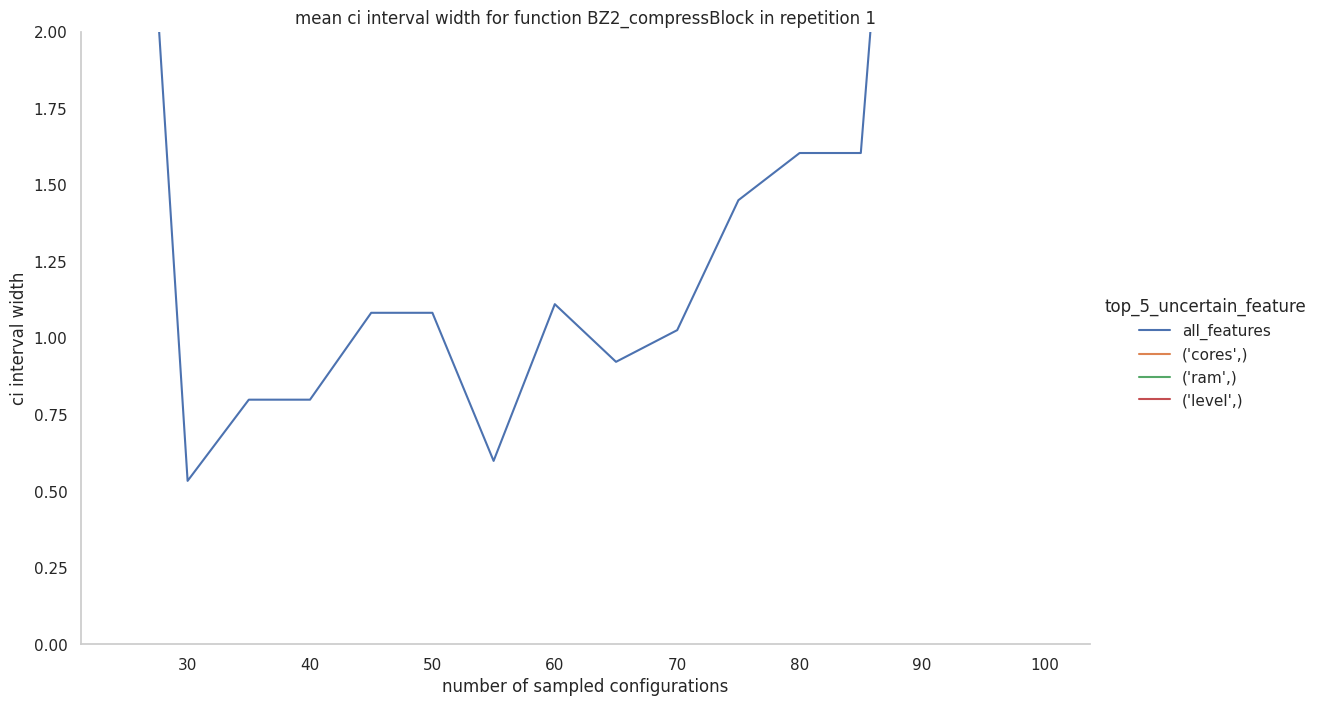 mean ci interval width for function BZ2_compressBlock in repetition 1
2.00
1.75
1.50
1.25
1.00
0.75
0.50
0.25
0.00
ci interval width
30 40 50 60 70 80 90 100
number of sampled configurations
top_5_uncertain_feature
all_features
('cores',)
('ram',)
('level',)